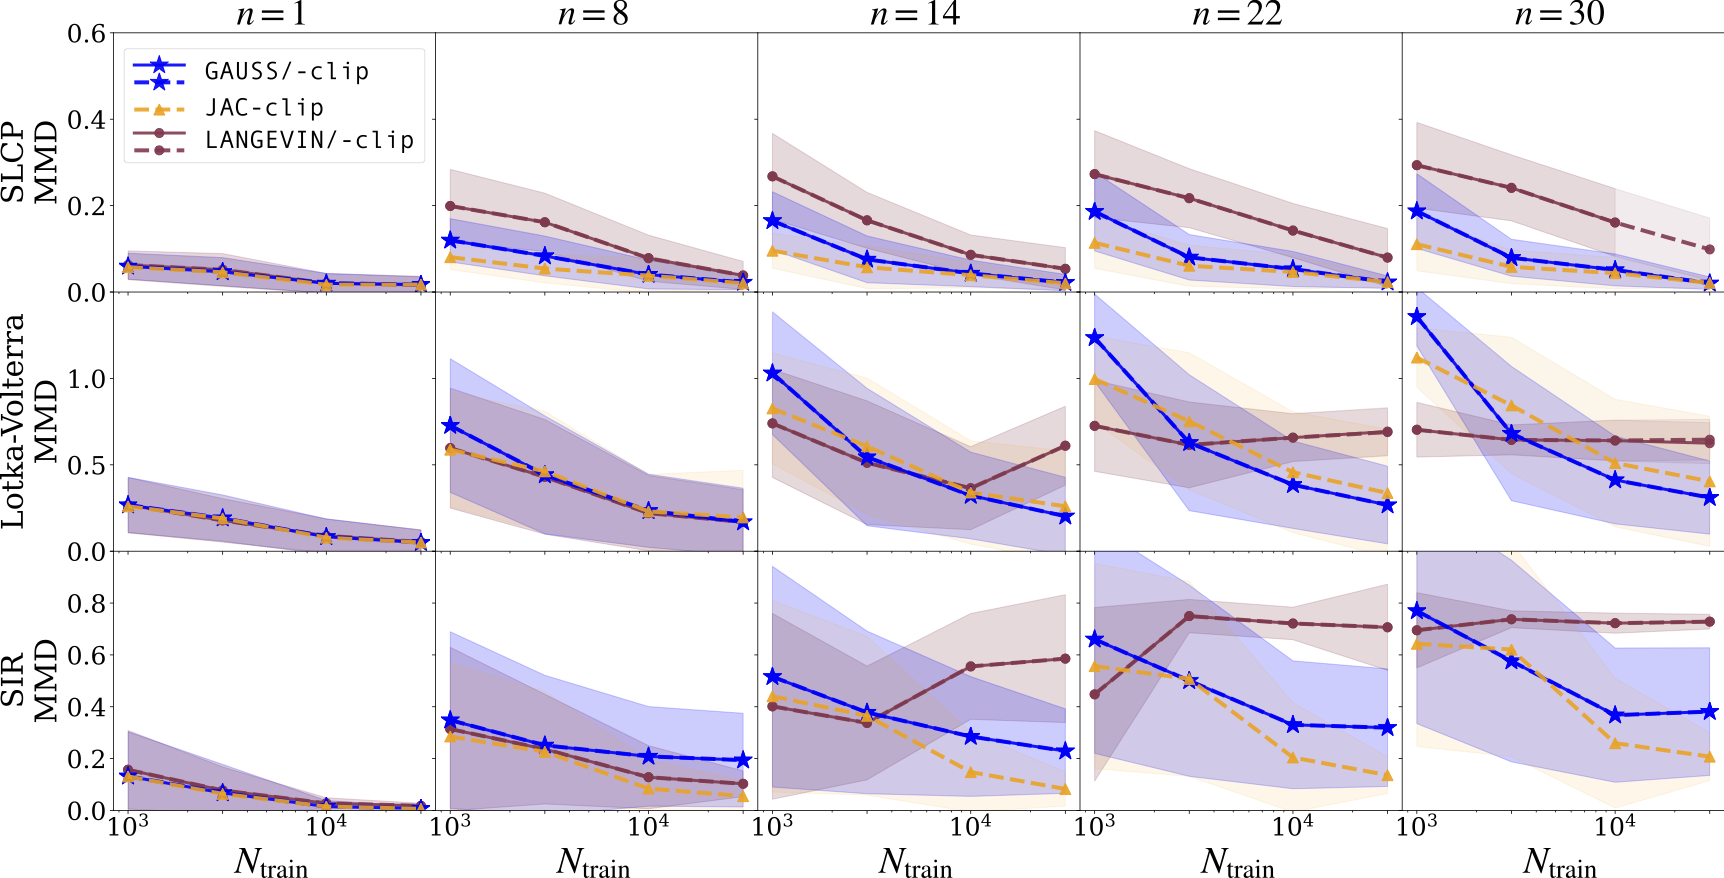 n = 1
n = 8
n = 14
n = 22
n = 30
SLCP
MMD
0.6
0.4
0.2
0.0
GAUSS/-clip
JAC-clip
LANGEVIN/-clip
Lotka-Volterra
MMD
1.0
0.5
0.0
SIR
MMD
0.8
0.6
0.4
0.2
0.0
10³ 10⁴
10³ 10⁴
10³ 10⁴
10³ 10⁴
10³ 10⁴
N_train
N_train
N_train
N_train
N_train